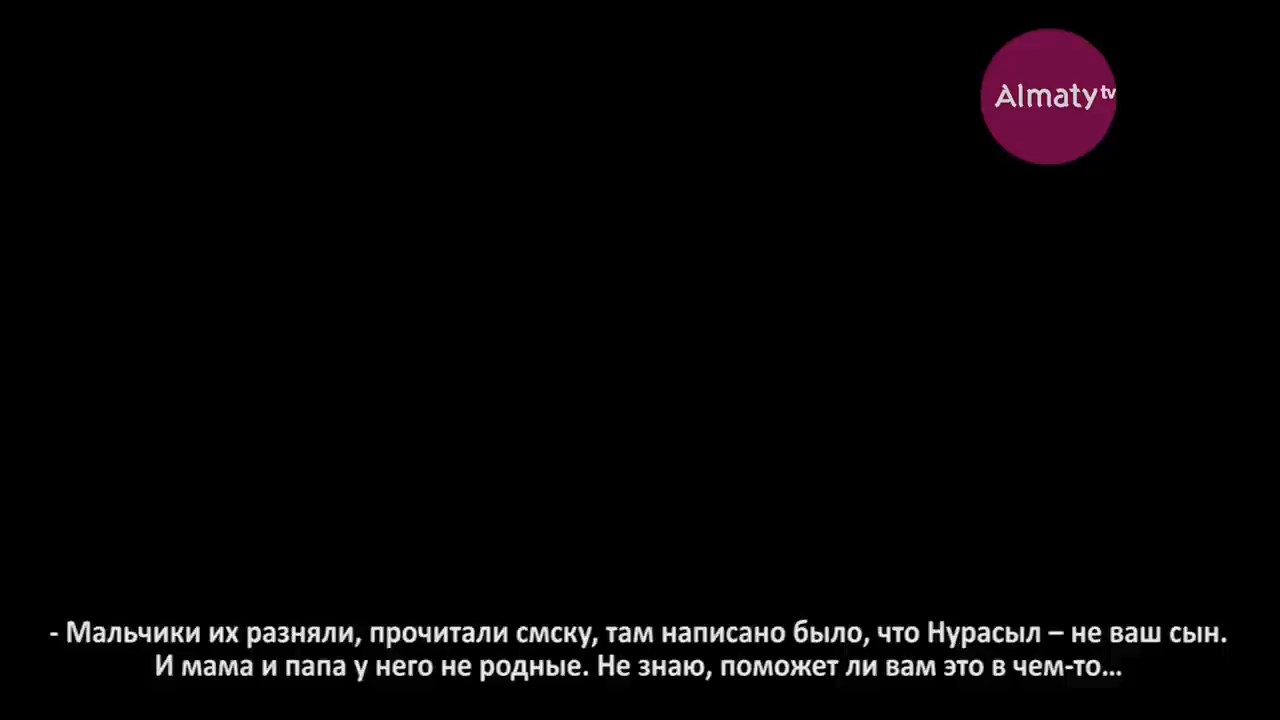 Almaty tv
- Мальчики их разняли, прочитали смску, там написано было, что Нурасыл – не ваш сын.
И мама и папа у него не родные. Не знаю, поможет ли вам это в чем-то...